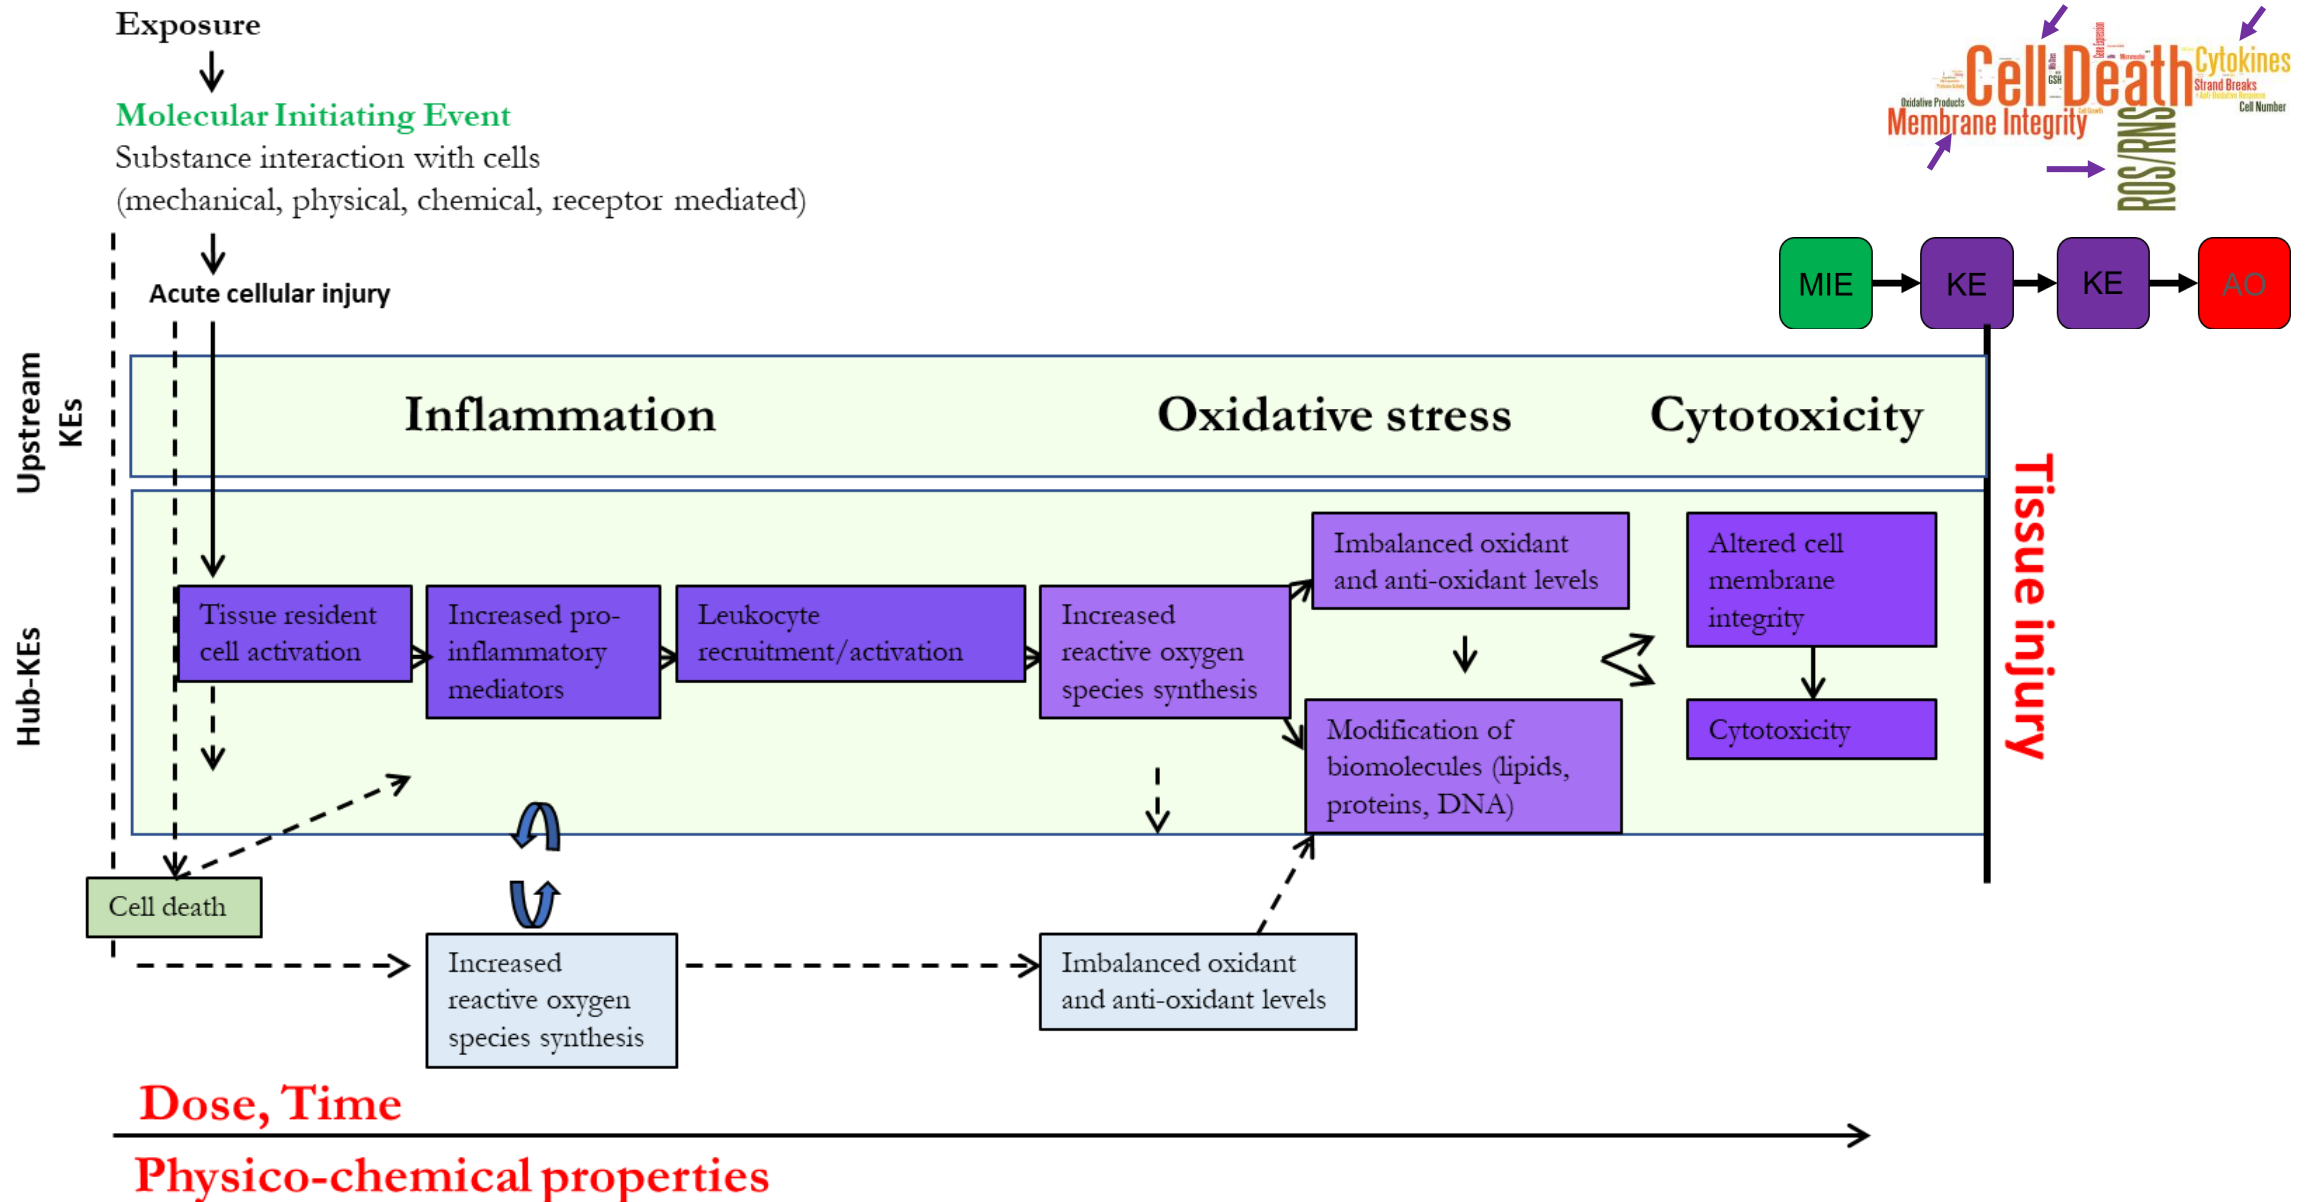 Exposure
Molecular Initiating Event
Substance interaction with cells
(mechanical, physical, chemical, receptor mediated)
Acute cellular injury
Cell Death
Cytokines
Strand Breaks
Cell Number
GSH
Gene Expression
Oxidative Products
Membrane Integrity
ROS/RNS
MIE
KE
KE
AO
Upstream
KEs
Inflammation
Oxidative stress
Cytotoxicity
Hub-KEs
Tissue resident
cell activation
Increased pro-
inflammatory
mediators
Leukocyte
recruitment/activation
Increased
reactive oxygen
species synthesis
Imbalanced oxidant
and anti-oxidant levels
Modification of
biomolecules (lipids,
proteins, DNA)
Altered cell
membrane
integrity
Cytotoxicity
Tissue injury
Cell death
Increased
reactive oxygen
species synthesis
Imbalanced oxidant
and anti-oxidant levels
Dose, Time
Physico-chemical properties